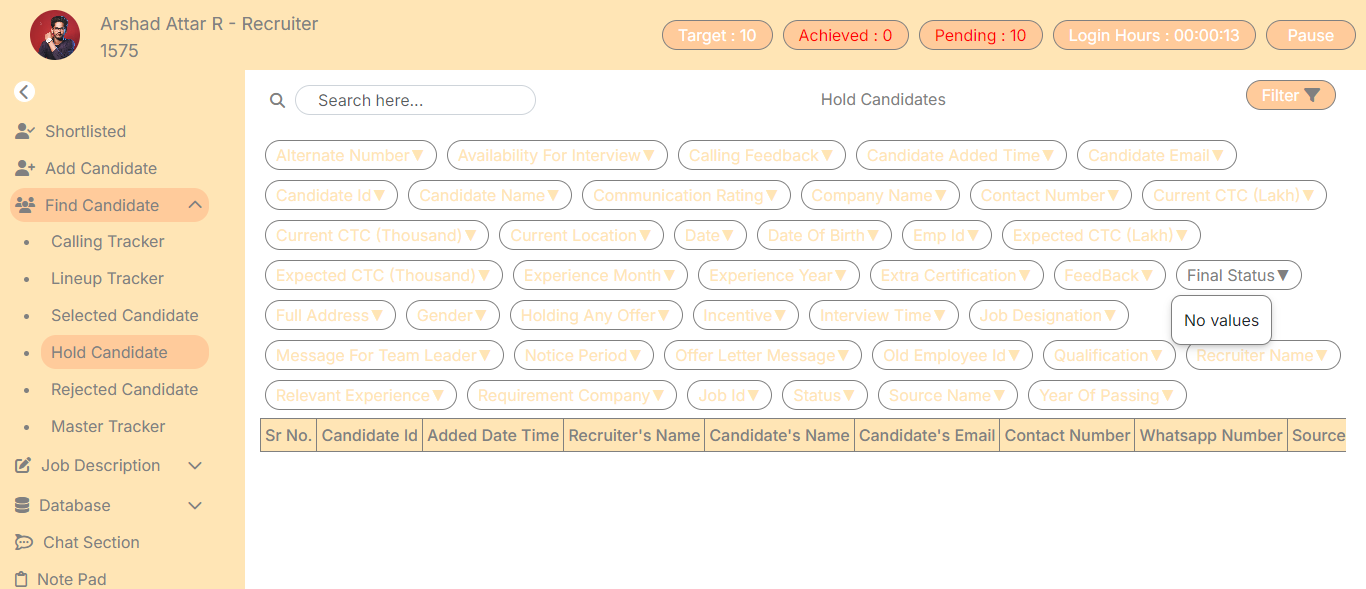 Arshad Attar R - Recruiter
1575
Target : 10
Achieved : 0
Pending : 10
Login Hours : 00:00:13
Pause
Shortlisted
Add Candidate
Find Candidate
Calling Tracker
Lineup Tracker
Selected Candidate
Hold Candidate
Rejected Candidate
Master Tracker
Job Description
Database
Chat Section
Note Pad
Search here...
Hold Candidates
Filter
Alternate Number▼ Availability For Interview▼ Calling Feedback▼ Candidate Added Time▼ Candidate Email▼
Candidate Id▼ Candidate Name▼ Communication Rating▼ Company Name▼ Contact Number▼ Current CTC (Lakh)▼
Current CTC (Thousand)▼ Current Location▼ Date▼ Date Of Birth▼ Emp Id▼ Expected CTC (Lakh)▼
Expected CTC (Thousand)▼ Experience Month▼ Experience Year▼ Extra Certification▼ FeedBack▼ Final Status▼
No values
Full Address▼ Gender▼ Holding Any Offer▼ Incentive▼ Interview Time▼ Job Designation▼
Message For Team Leader▼ Notice Period▼ Offer Letter Message▼ Old Employee Id▼ Qualification▼ Recruiter Name▼
Relevant Experience▼ Requirement Company▼ Job Id▼ Status▼ Source Name▼ Year Of Passing▼
Sr No. Candidate Id Added Date Time Recruiter's Name Candidate's Name Candidate's Email Contact Number Whatsapp Number Source